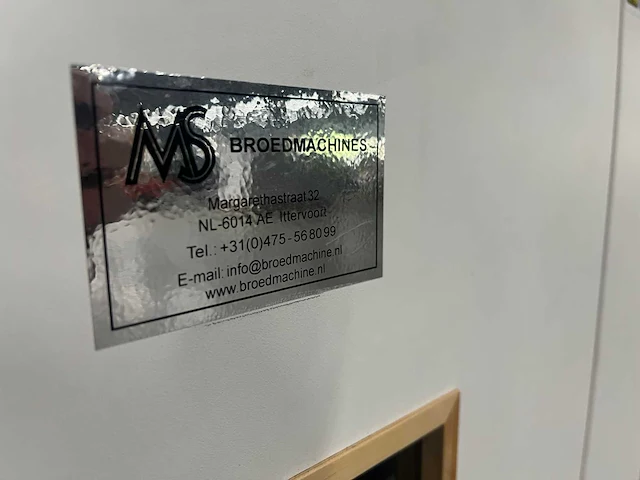 MS BROEDMACHINES
Margarethastraat 32
NL-6014 AE Ittervoort
Tel.: +31(0)475-568099
E-mail: info@broedmachine.nl
www.broedmachine.nl